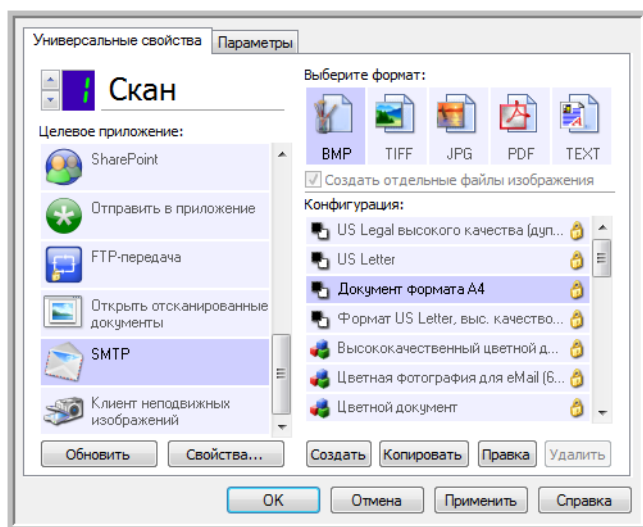 Универсальные свойства
Параметры
1
Скан
Целевое приложение:
SharePoint
Отправить в приложение
FTP-передача
Открыть отсканированные
документы
SMTP
Клиент неподвижных
изображений
Обновить
Свойства...
Выберите формат:
BMP
TIFF
JPG
PDF
TEXT
Создать отдельные файлы изображения
Конфигурация:
US Legal высокого качества (дуп...
US Letter
Документ формата A4
Формат US Letter, выс. качество...
Высококачественный цветной д...
Цветная фотография для eMail (6...
Цветной документ
Создать
Копировать
Правка
Удалить
OK
Отмена
Применить
Справка